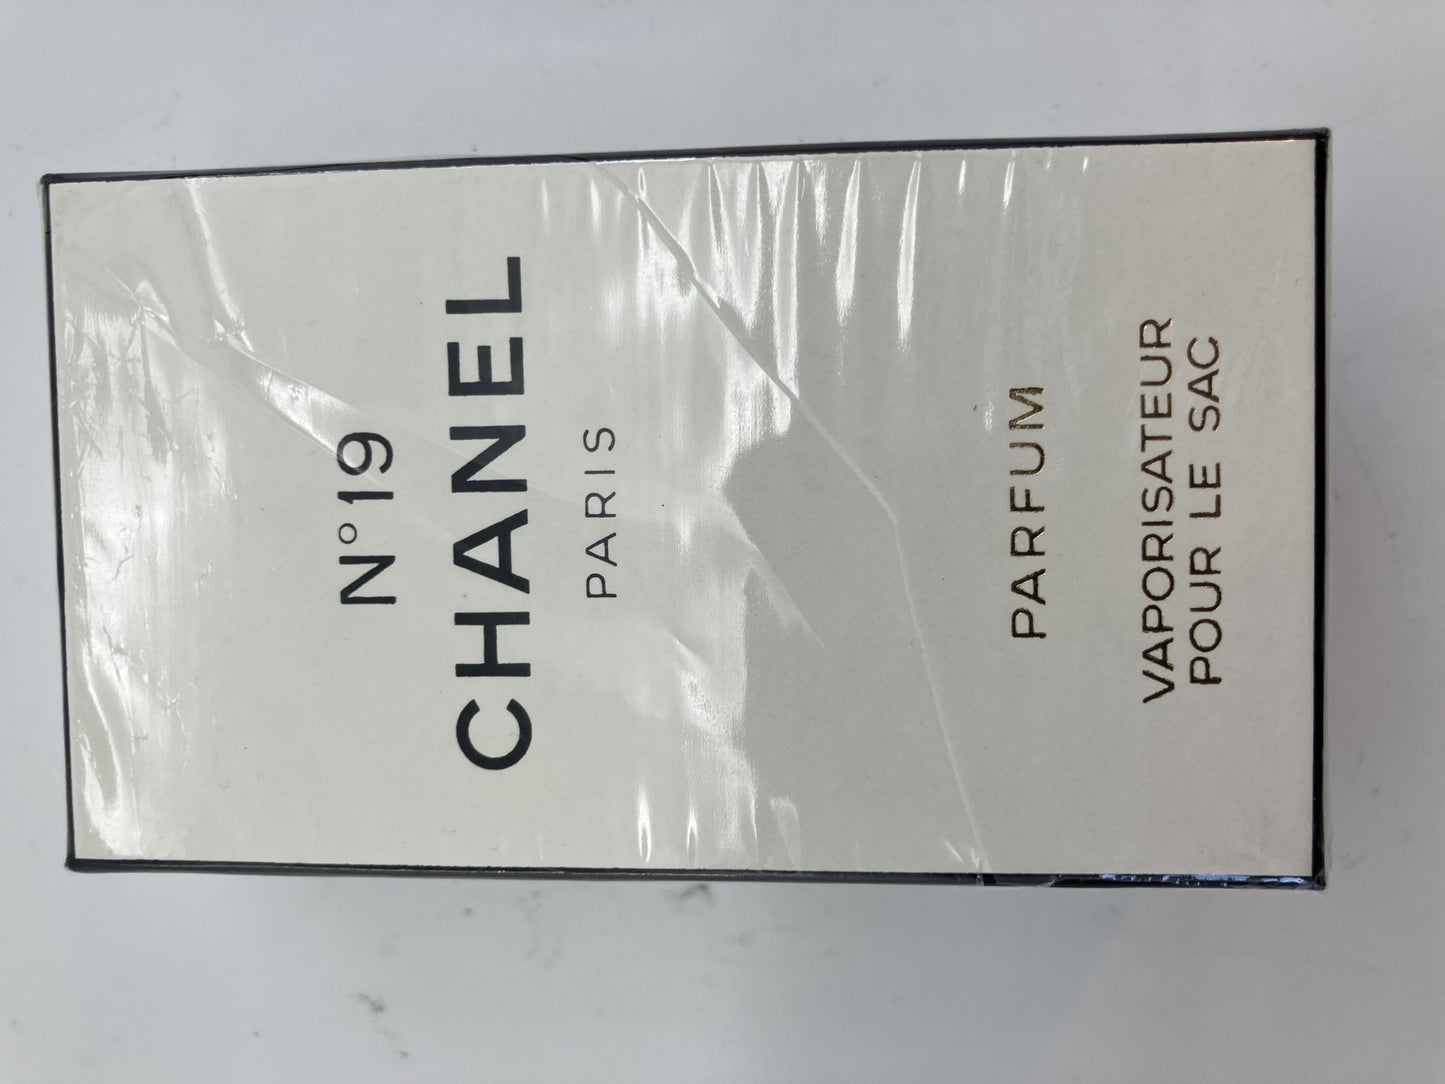 N°19
CHANEL
PARIS
PARFUM
VAPORISATEUR
POUR LE SAC